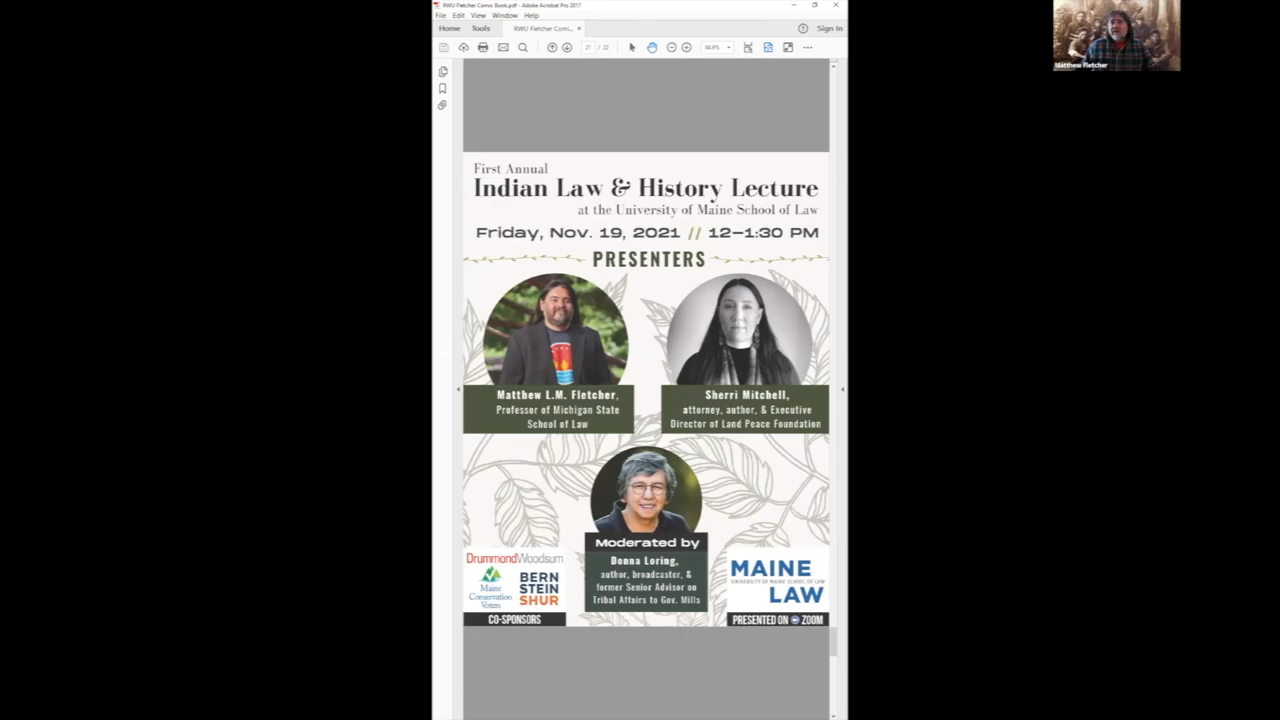 RWU Fletcher Comic Book.pdf - Adobe Acrobat Pro 2017
File Edit View Window Help
Home Tools RWU Fletcher Comi... × Sign In
21 / 22 84.8%
First Annual
Indian Law & History Lecture
at the University of Maine School of Law
Friday, Nov. 19, 2021 // 12–1:30 PM
PRESENTERS
Matthew L.M. Fletcher,
Professor of Michigan State
School of Law
Sherri Mitchell,
attorney, author, & Executive
Director of Land Peace Foundation
Moderated by
Donna Loring,
author, broadcaster, &
former Senior Advisor on
Tribal Affairs to Gov. Mills
DrummondWoodsum
Maine
Conservation
Voters
BERN
STEIN
SHUR
CO-SPONSORS
MAINE
UNIVERSITY OF MAINE SCHOOL OF LAW
LAW
PRESENTED ON ZOOM
Matthew Fletcher